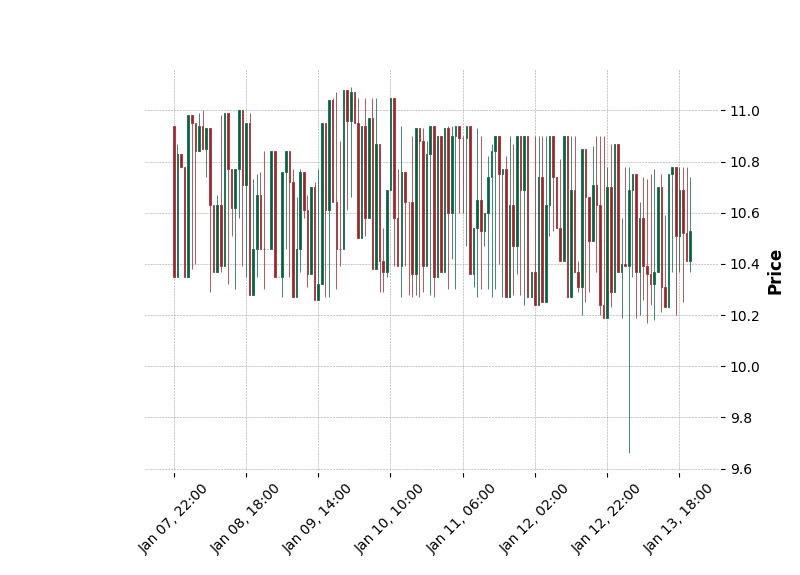 11.0
10.8
10.6
10.4
10.2
10.0
9.8
9.6
Price
Jan 07, 22:00
Jan 08, 18:00
Jan 09, 14:00
Jan 10, 10:00
Jan 11, 06:00
Jan 12, 02:00
Jan 12, 22:00
Jan 13, 18:00